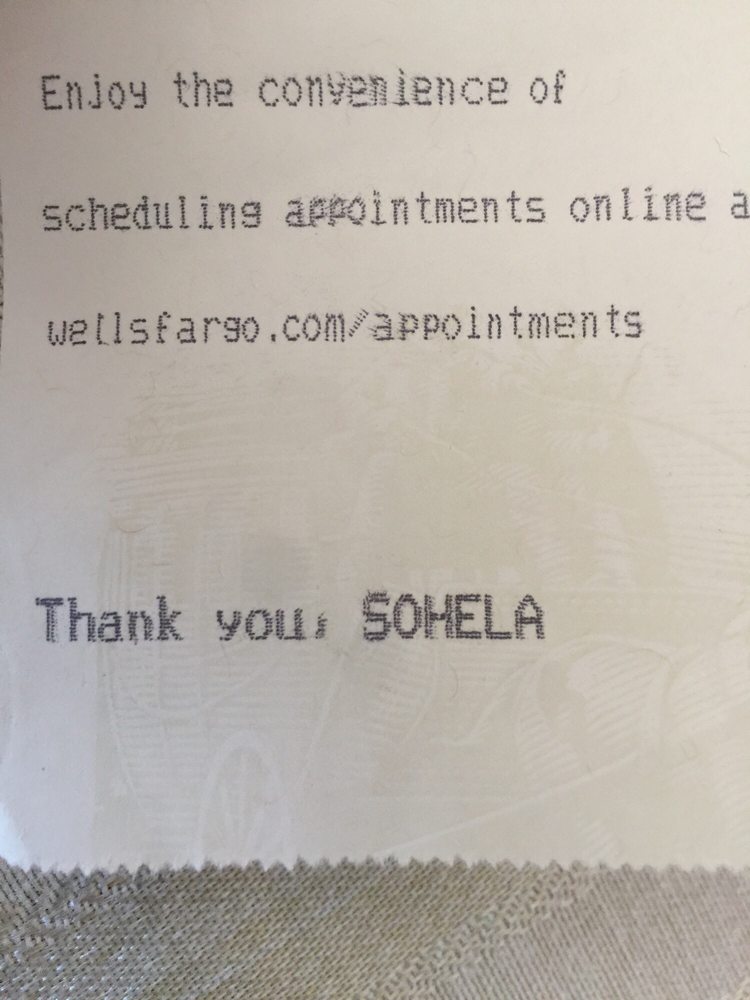 Enjoy the convenience of
scheduling appointments online a
wellsfargo.com/appointments
Thank you, SOHELA